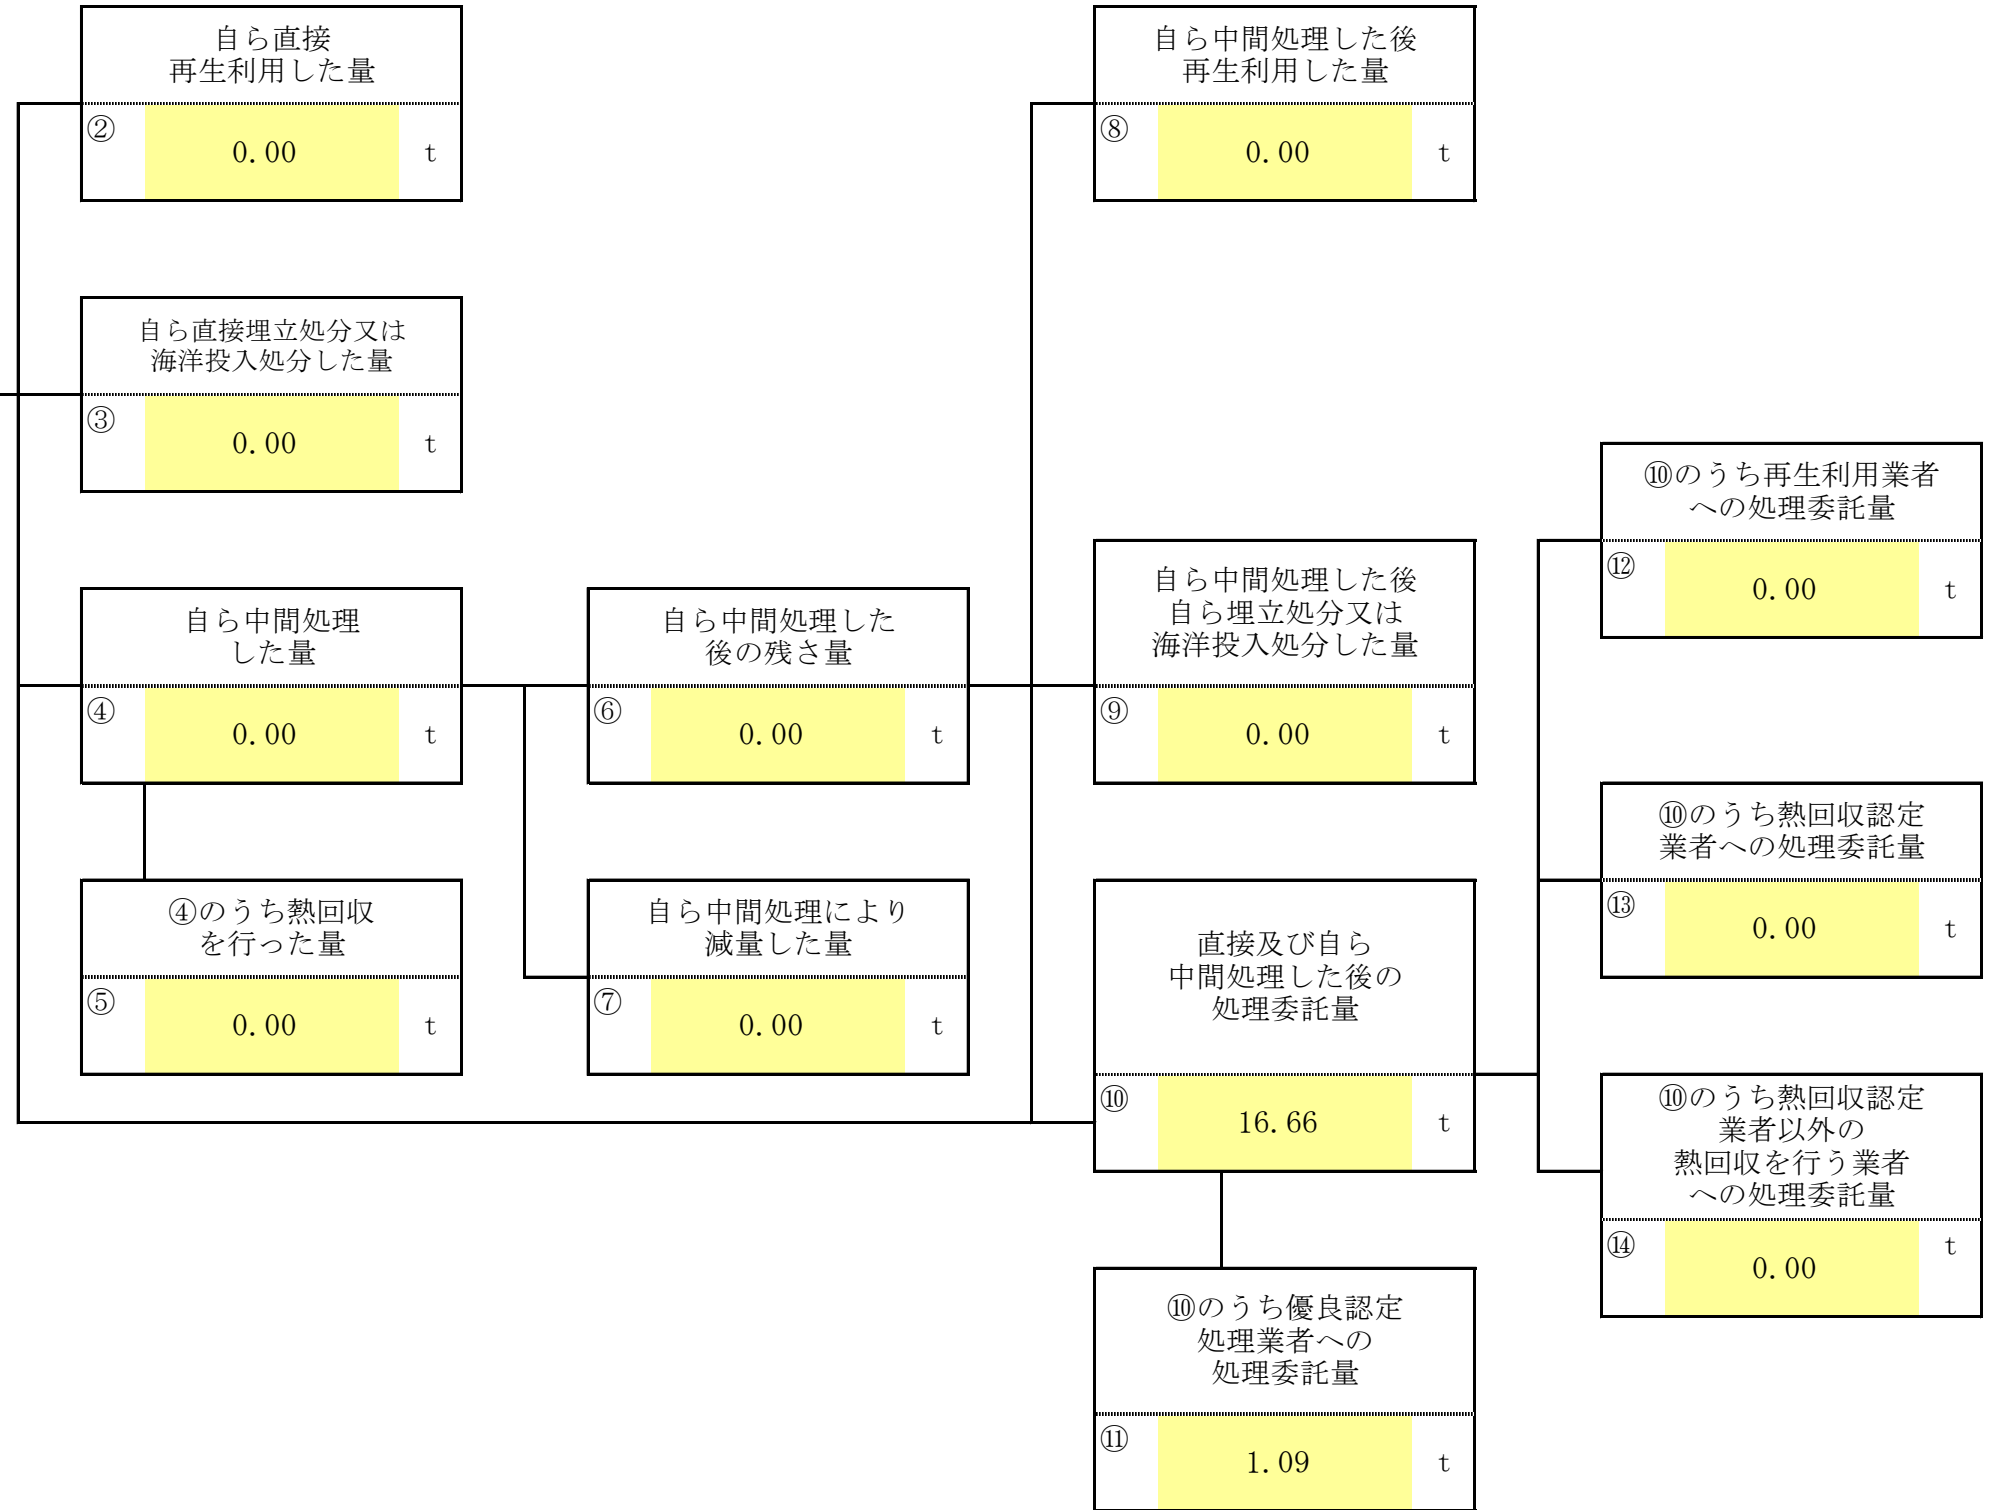 自ら直接
再生利用した量
②
0.00
t
自ら直接埋立処分又は
海洋投入処分した量
③
0.00
t
自ら中間処理
した量
④
0.00
t
④のうち熱回収
を行った量
⑤
0.00
t
自ら中間処理した
後の残さ量
⑥
0.00
t
自ら中間処理により
減量した量
⑦
0.00
t
自ら中間処理した後
再生利用した量
⑧
0.00
t
自ら中間処理した後
自ら埋立処分又は
海洋投入処分した量
⑨
0.00
t
直接及び自ら
中間処理した後の
処理委託量
⑩
16.66
t
⑩のうち優良認定
処理業者への
処理委託量
⑪
1.09
t
⑩のうち再生利用業者
への処理委託量
⑫
0.00
t
⑩のうち熱回収認定
業者への処理委託量
⑬
0.00
t
⑩のうち熱回収認定
業者以外の
熱回収を行う業者
への処理委託量
⑭
0.00
t